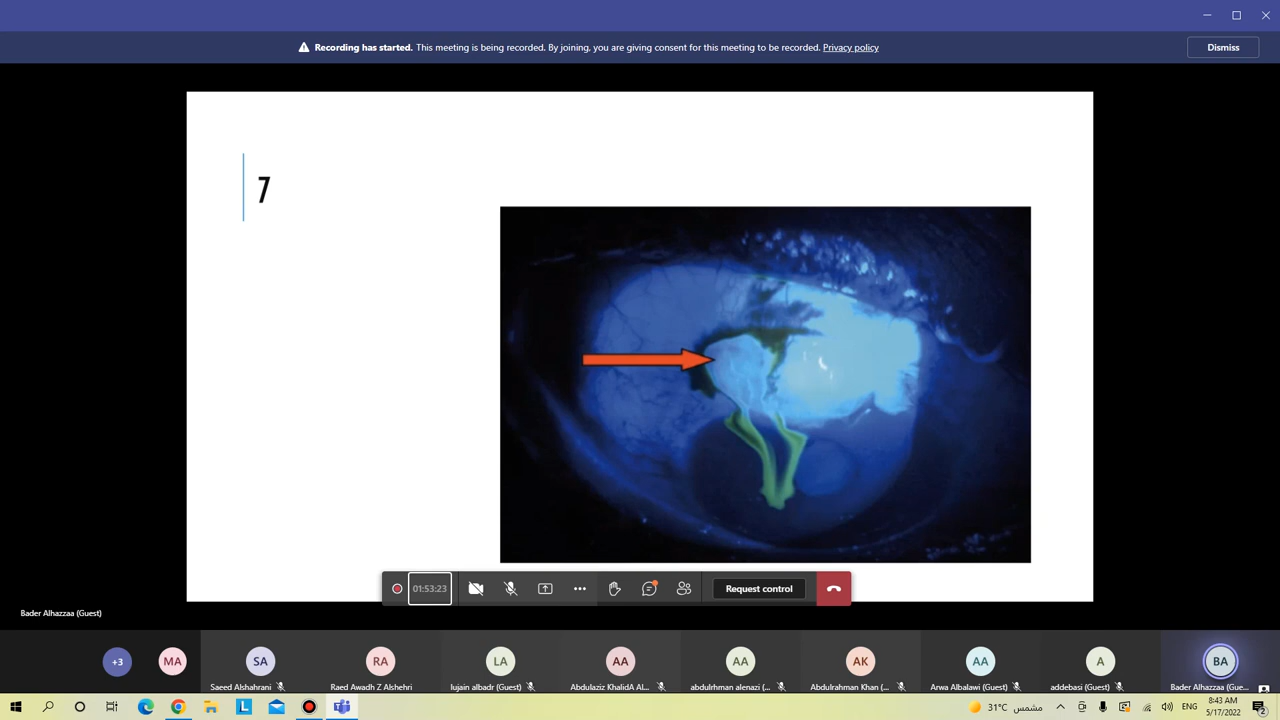 Recording has started. This meeting is being recorded. By joining, you are giving consent for this meeting to be recorded. Privacy policy
Dismiss
7
01:53:23
Request control
Bader Alhazzaa (Guest)
+3
MA
SA
RA
LA
AA
AA
AK
AA
A
BA
Saeed Alshahrani
Raed Awadh Z Alshehri
lujain albadr (Guest)
Abdulaziz KhalidA Al...
abdulrhman alenazi (...
Abdulrahman Khan (...
Arwa Albalawi (Guest)
addebasi (Guest)
Bader Alhazzaa (Gue...
L
31°C مشمس
ENG
8:43 AM
5/17/2022
2